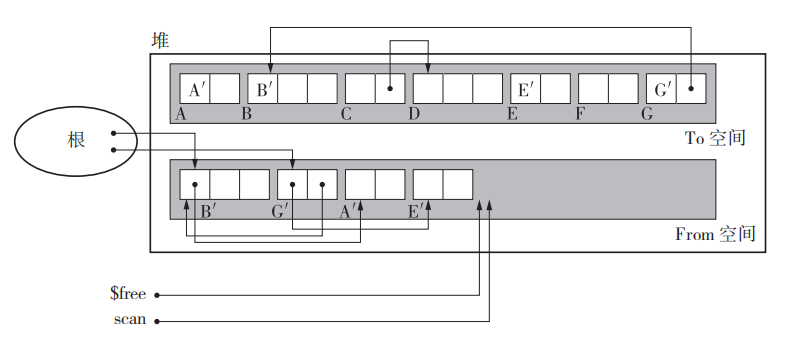 堆
A′ B′ E′ G′
A B C D E F G
根
To 空间
B′ G′ A′ E′
From 空间
$free
scan